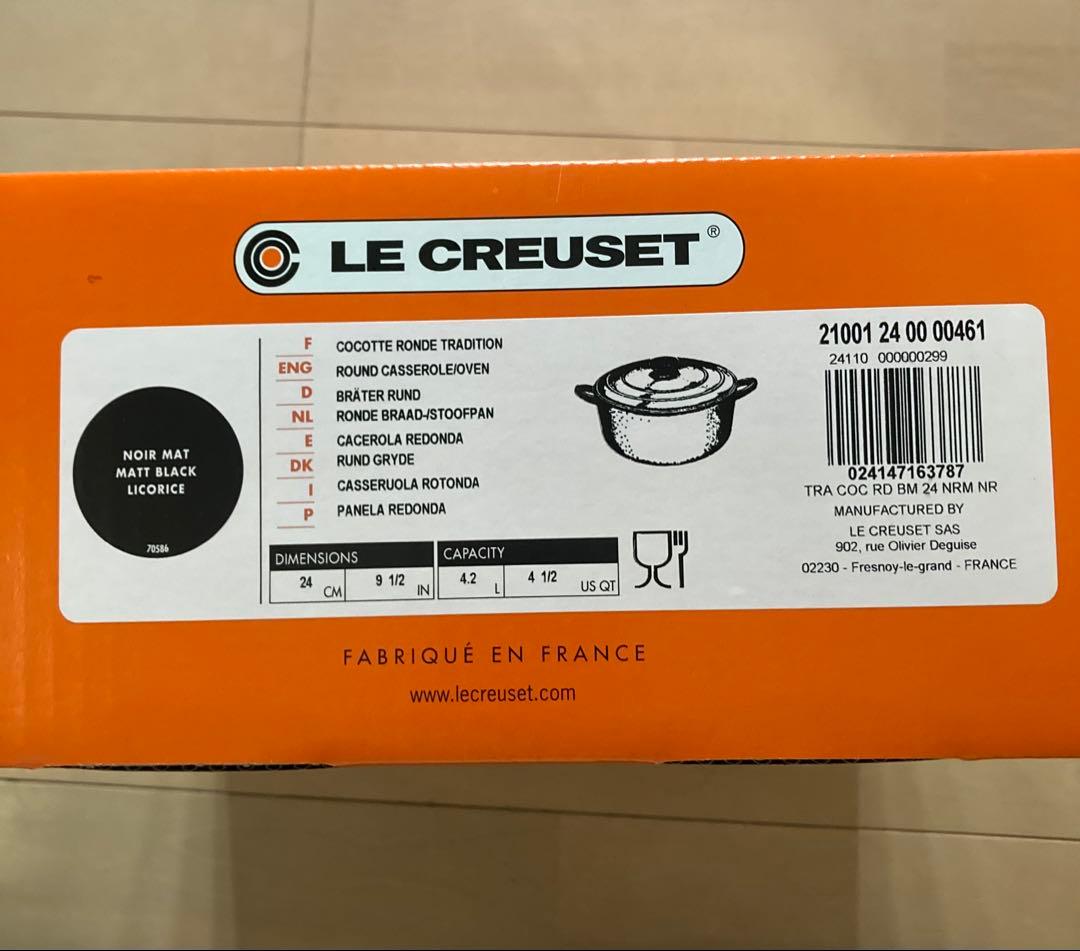 LE CREUSET®
NOIR MAT
MATT BLACK
LICORICE
70586
F COCOTTE RONDE TRADITION
ENG ROUND CASSEROLE/OVEN
D BRÄTER RUND
NL RONDE BRAAD-/STOOFPAN
E CACEROLA REDONDA
DK RUND GRYDE
I CASSERUOLA ROTONDA
P PANELA REDONDA
DIMENSIONS
24 CM 9 1/2 IN
CAPACITY
4.2 L 4 1/2 US QT
21001 24 00 00461
24110 000000299
024147163787
TRA COC RD BM 24 NRM NR
MANUFACTURED BY
LE CREUSET SAS
902, rue Olivier Deguise
02230 - Fresnoy-le-grand - FRANCE
FABRIQUÉ EN FRANCE
www.lecreuset.com